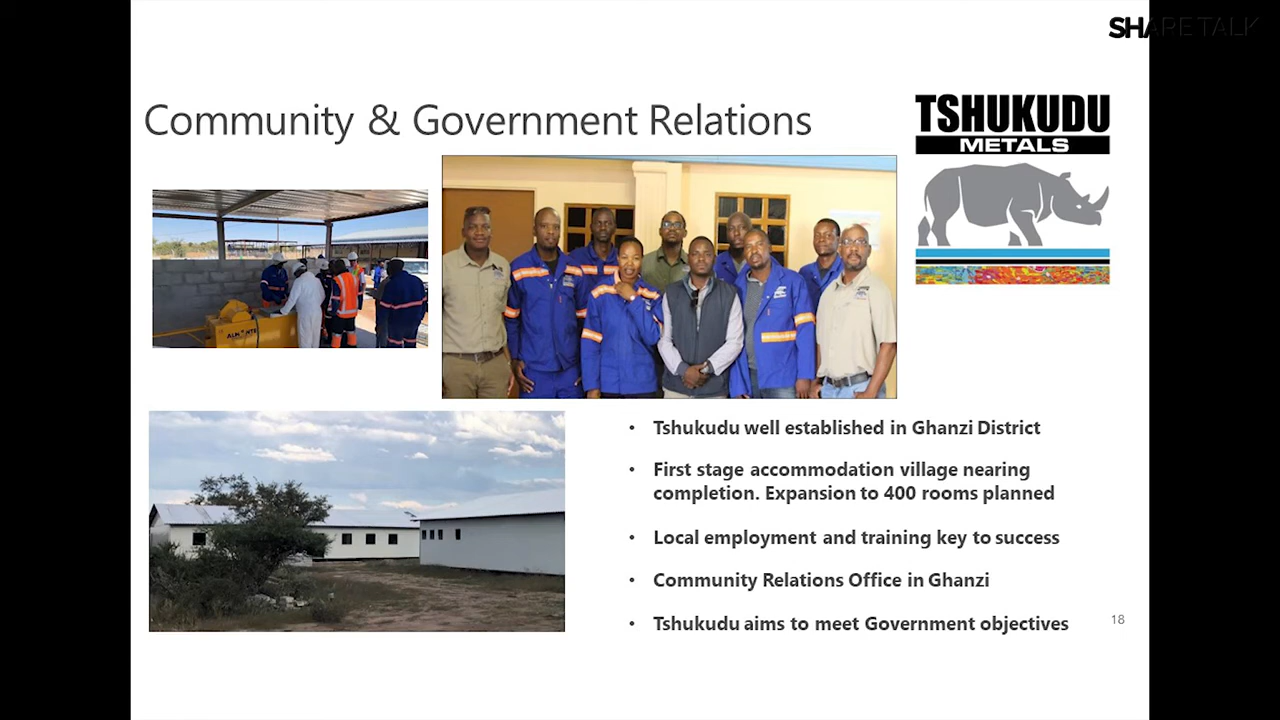 SHARE TALK
Community & Government Relations
TSHUKUDU
METALS
• Tshukudu well established in Ghanzi District
• First stage accommodation village nearing
completion. Expansion to 400 rooms planned
• Local employment and training key to success
• Community Relations Office in Ghanzi
• Tshukudu aims to meet Government objectives
18